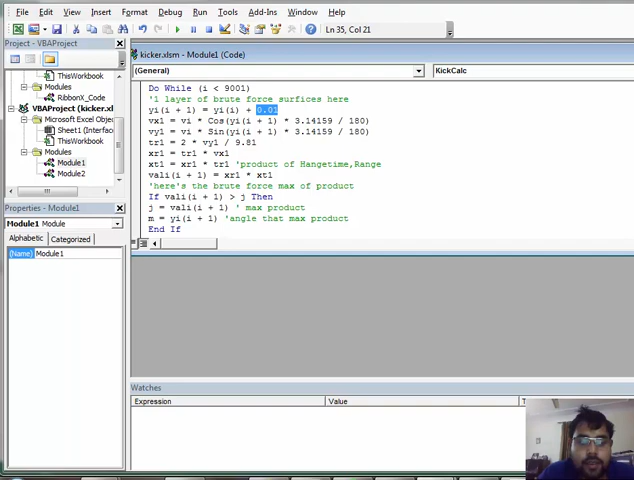 File Edit View Insert Format Debug Run Tools Add-Ins Window Help
Ln 35, Col 21
Project - VBAProject
ThisWorkbook
Modules
RibbonX_Code
VBAProject (kicker.xl
Microsoft Excel Objec
Sheet1 (Interfac
ThisWorkbook
Modules
Module1
Module2
Properties - Module1
Module1 Module
Alphabetic Categorized
(Name) Module1
kicker.xlsm - Module1 (Code)
(General) KickCalc
Do While (i < 9001)
'1 layer of brute force surfices here
yi(i + 1) = yi(i) + 0.01
vx1 = vi * Cos(yi(i + 1) * 3.14159 / 180)
vy1 = vi * Sin(yi(i + 1) * 3.14159 / 180)
tr1 = 2 * vy1 / 9.81
xr1 = tr1 * vx1
xt1 = xr1 * tr1 'product of Hangetime,Range
vali(i + 1) = xr1 * xt1
'here's the brute force max of product
If vali(i + 1) > j Then
j = vali(i + 1) ' max product
m = yi(i + 1) 'angle that max product
End If
Watches
Expression Value T